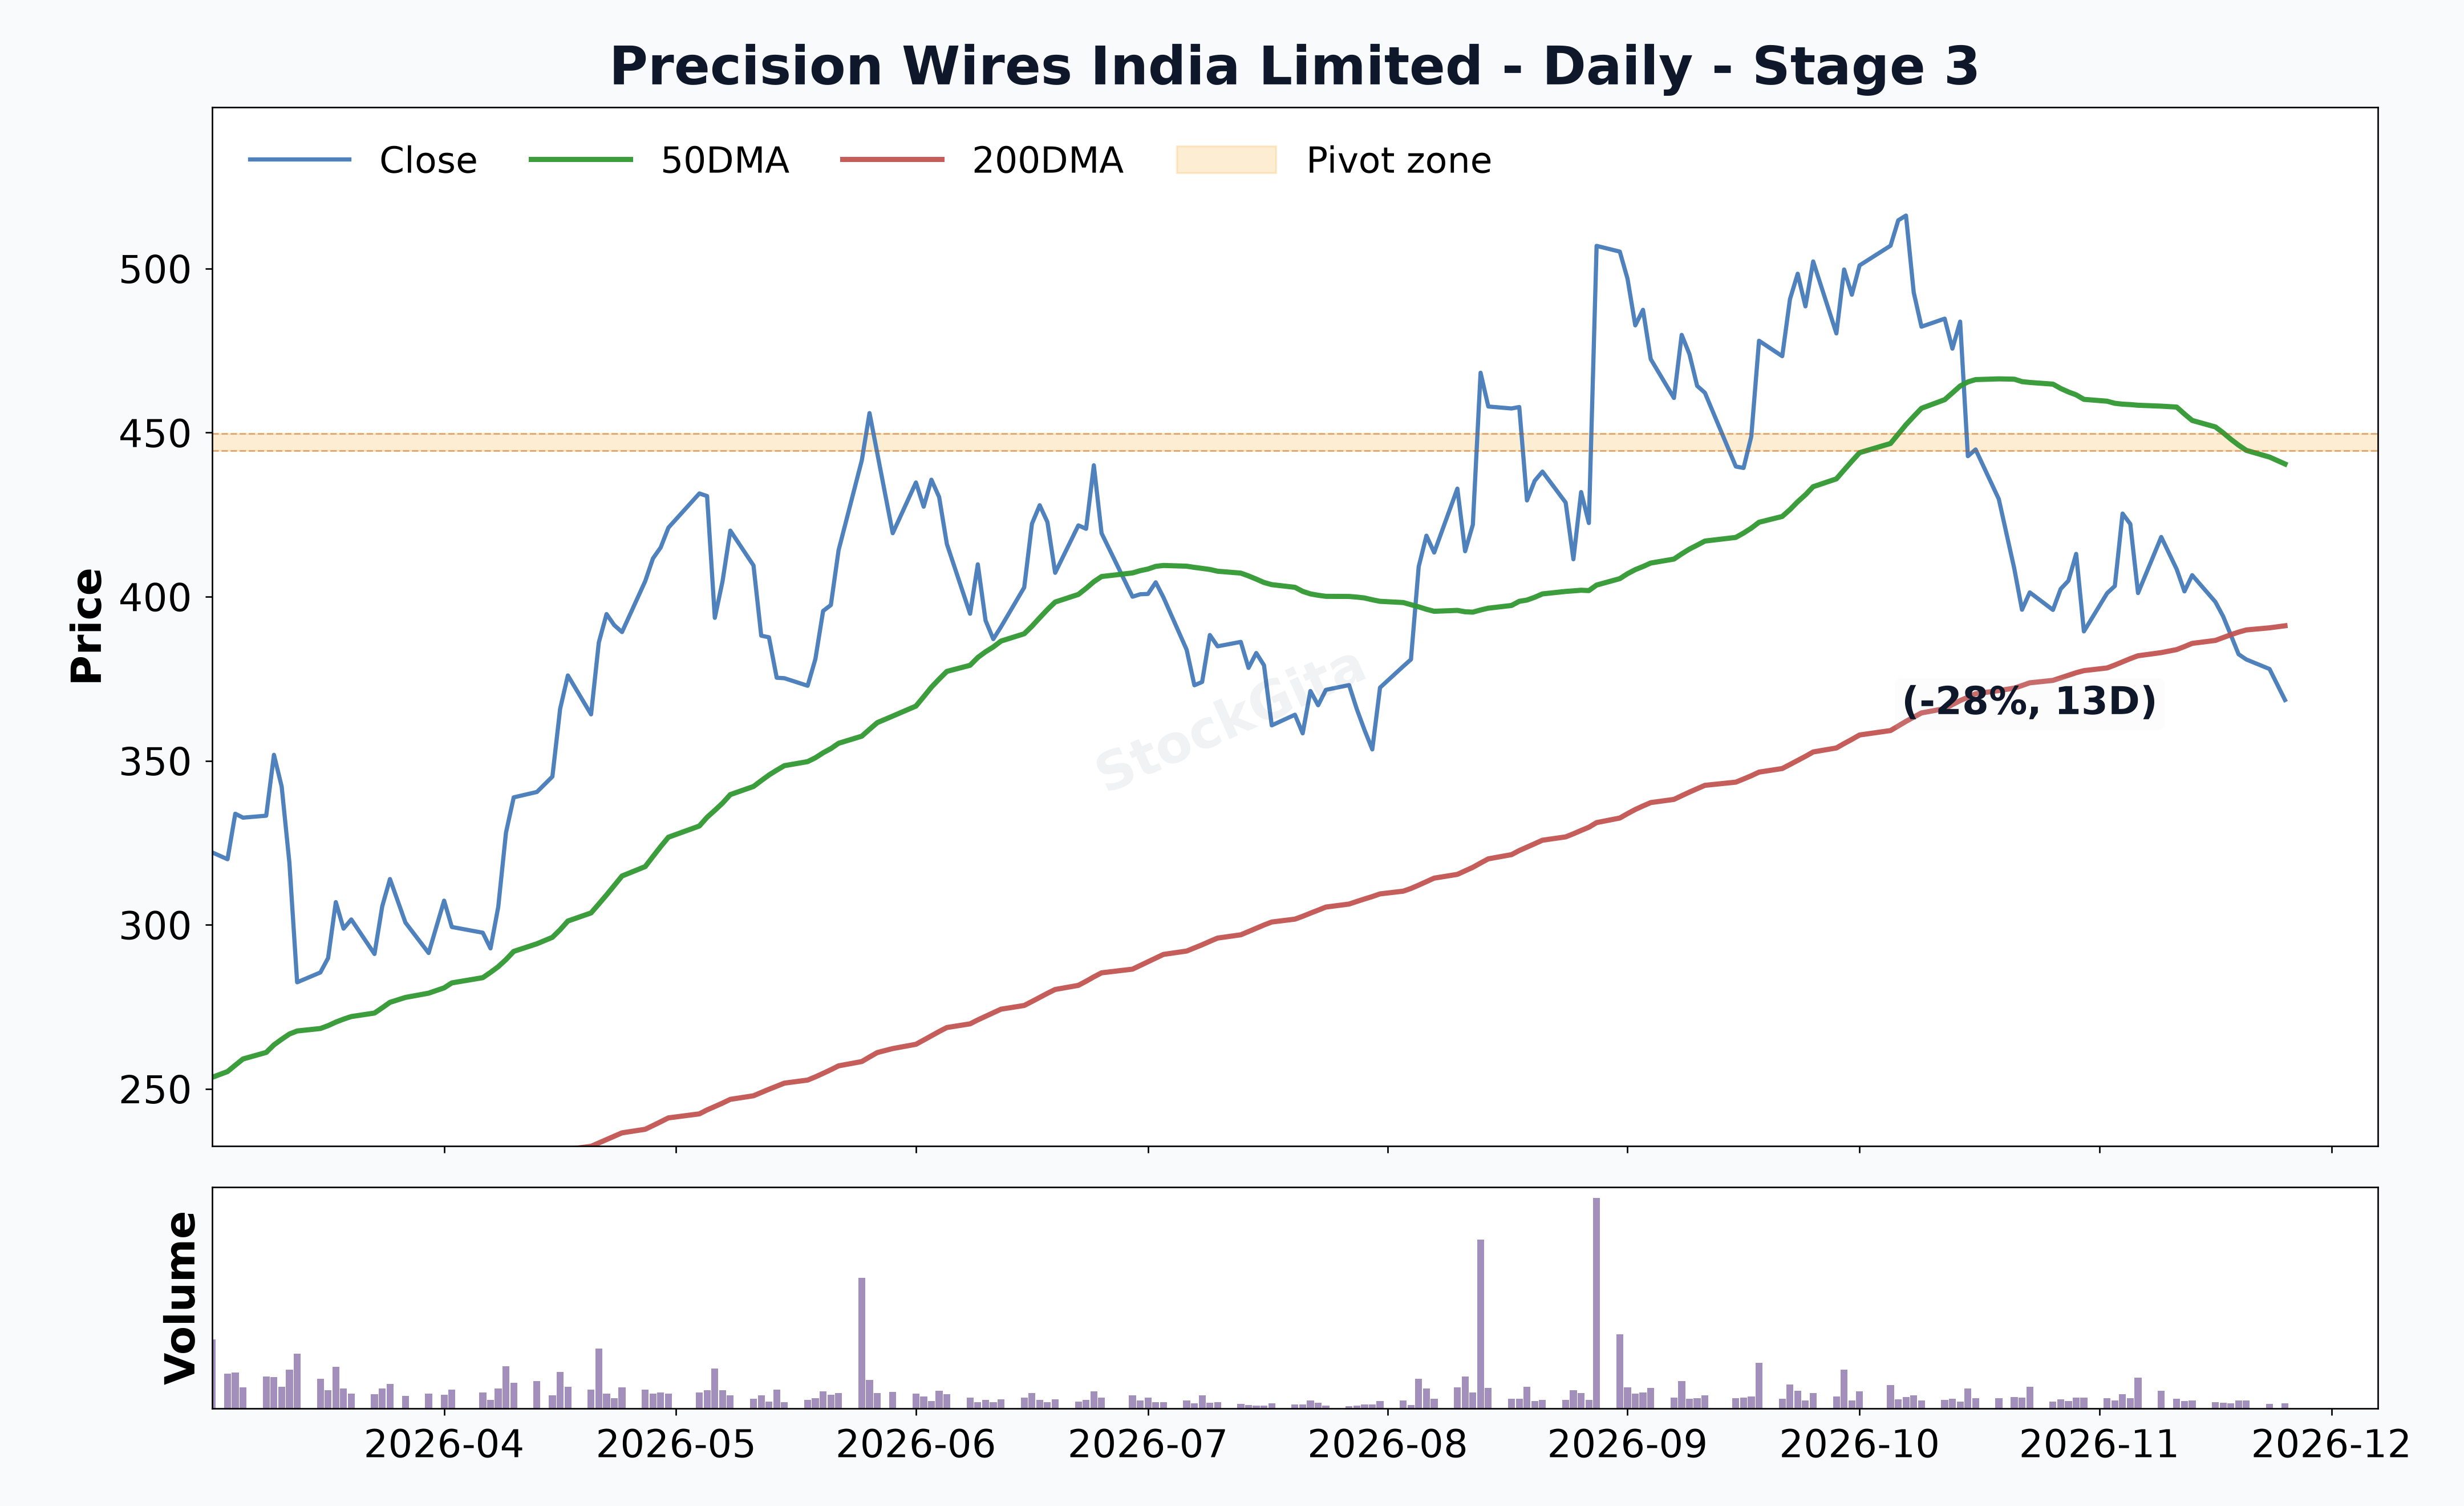 Precision Wires India Limited - Daily - Stage 3
Close 50DMA 200DMA Pivot zone
500
450
400
350
300
250
Price
(-28%, 13D)
StockGita
Volume
2026-04 2026-05 2026-06 2026-07 2026-08 2026-09 2026-10 2026-11 2026-12